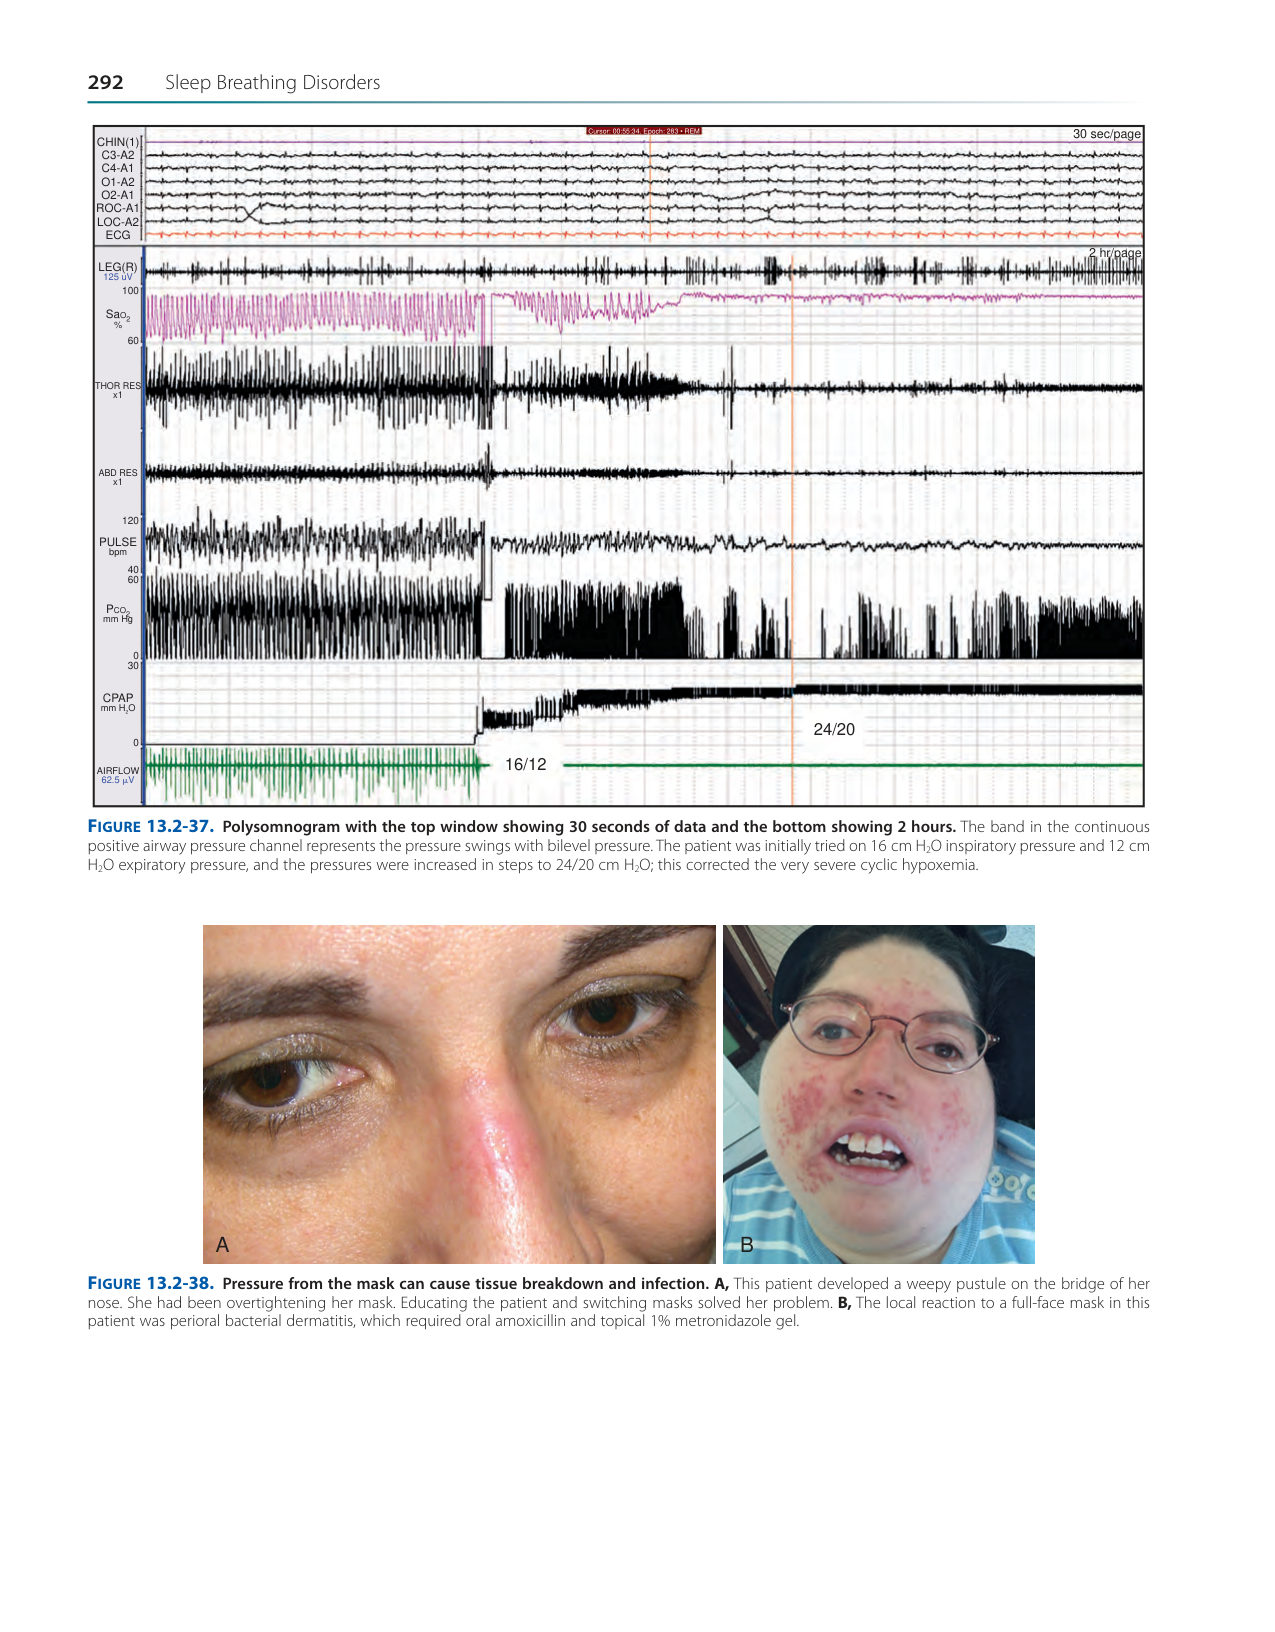 292 Sleep Breathing Disorders
Cursor: 00:55:34, Epoch: 283 • REM
30 sec/page
CHIN(1)
C3-A2
C4-A1
O1-A2
O2-A1
ROC-A1
LOC-A2
ECG
2 hr/page
LEG(R)
125 uV
100
SaO2
%
60
THOR RES
x1
ABD RES
x1
120
PULSE
bpm
40
60
PCO2
mm Hg
0
30
CPAP
mm H2O
0
24/20
AIRFLOW
62.5 µV
16/12
FIGURE 13.2-37. Polysomnogram with the top window showing 30 seconds of data and the bottom showing 2 hours. The band in the continuous
positive airway pressure channel represents the pressure swings with bilevel pressure. The patient was initially tried on 16 cm H2O inspiratory pressure and 12 cm
H2O expiratory pressure, and the pressures were increased in steps to 24/20 cm H2O; this corrected the very severe cyclic hypoxemia.
A
B
FIGURE 13.2-38. Pressure from the mask can cause tissue breakdown and infection. A, This patient developed a weepy pustule on the bridge of her
nose. She had been overtightening her mask. Educating the patient and switching masks solved her problem. B, The local reaction to a full-face mask in this
patient was perioral bacterial dermatitis, which required oral amoxicillin and topical 1% metronidazole gel.